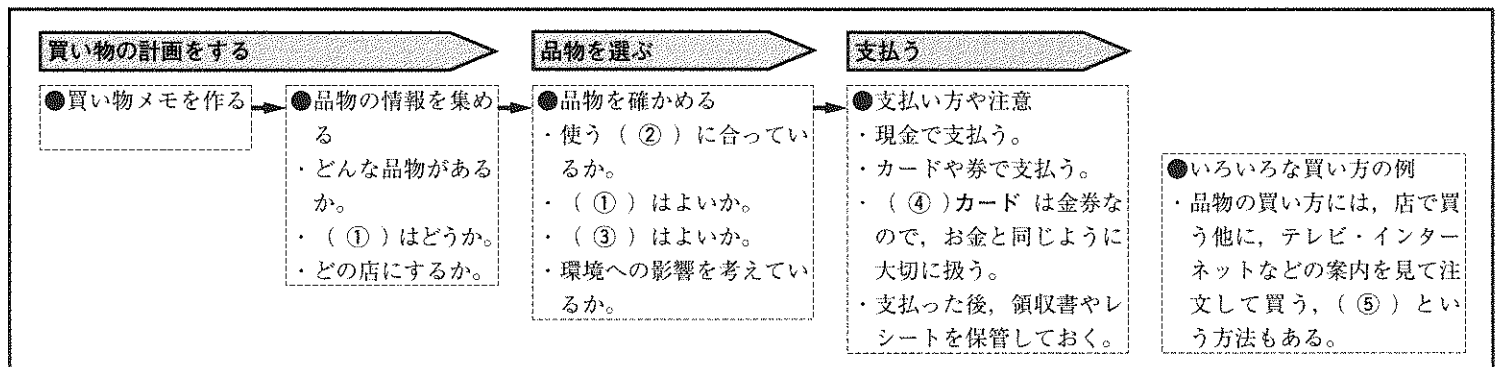 買い物の計画をする
●買い物メモを作る
●品物の情報を集め
る
・どんな品物がある
か。
・（ ① ）はどうか。
・どの店にするか。
品物を選ぶ
●品物を確かめる
・使う（ ② ）に合ってい
るか。
・（ ① ）はよいか。
・（ ③ ）はよいか。
・環境への影響を考えてい
るか。
支払う
●支払い方や注意
・現金で支払う。
・カードや券で支払う。
・（ ④ ）カード は金券な
ので，お金と同じように
大切に扱う。
・支払った後，領収書やレ
シートを保管しておく。
●いろいろな買い方の例
・品物の買い方には，店で買
う他に，テレビ・インター
ネットなどの案内を見て注
文して買う，（ ⑤ ）とい
う方法もある。